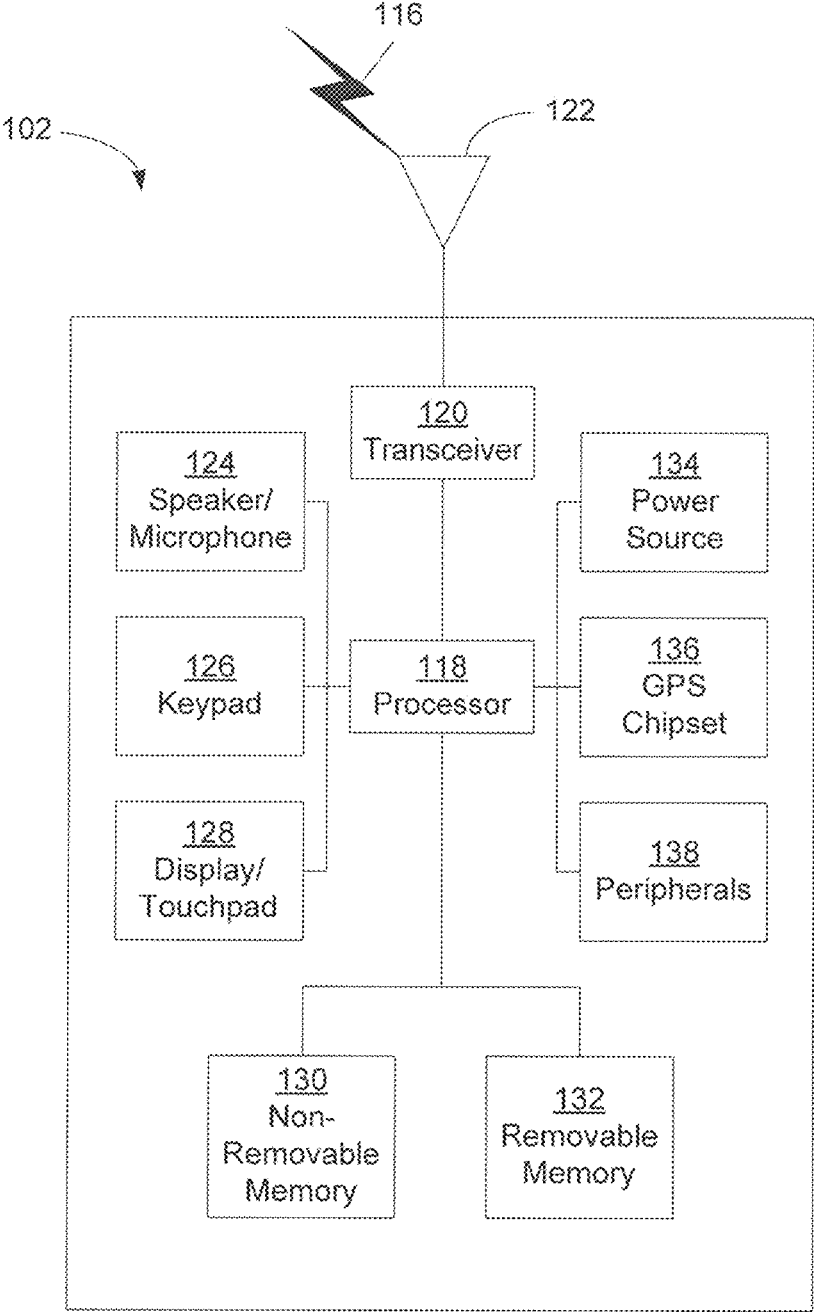 116
122
102
120
Transceiver
124
Speaker/
Microphone
134
Power
Source
126
Keypad
118
Processor
136
GPS
Chipset
128
Display/
Touchpad
138
Peripherals
130
Non-
Removable
Memory
132
Removable
Memory